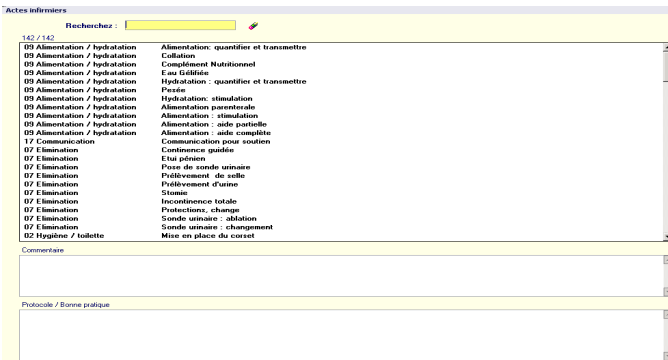 Actes infirmiers
Recherchez :
142 / 142
09 Alimentation / hydratation Alimentation: quantifier et transmettre
09 Alimentation / hydratation Collation
09 Alimentation / hydratation Complément Nutritionnel
09 Alimentation / hydratation Eau Gélifiée
09 Alimentation / hydratation Hydratation : quantifier et transmettre
09 Alimentation / hydratation Pesée
09 Alimentation / hydratation Hydratation: stimulation
09 Alimentation / hydratation Alimentation parenterale
09 Alimentation / hydratation Alimentation : stimulation
09 Alimentation / hydratation Alimentation : aide partielle
09 Alimentation / hydratation Alimentation : aide complète
17 Communication Communication pour soutien
07 Elimination Continence guidée
07 Elimination Etui pénien
07 Elimination Pose de sonde urinaire
07 Elimination Prélèvement de selle
07 Elimination Prélèvement d'urine
07 Elimination Stomie
07 Elimination Incontinence totale
07 Elimination Protections, change
07 Elimination Sonde urinaire : ablation
07 Elimination Sonde urinaire : changement
02 Hygiène / toilette Mise en place du corset
Commentaire
Protocole / Bonne pratique